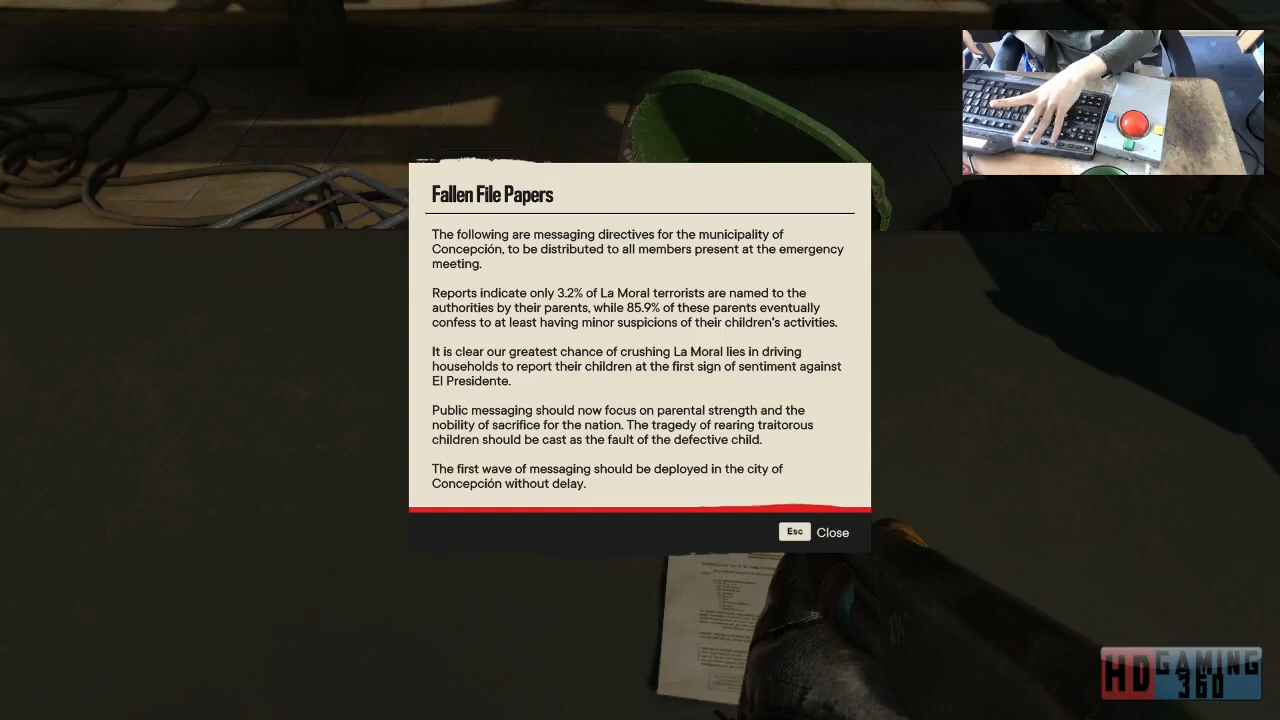 Fallen File Papers
The following are messaging directives for the municipality of
Concepción, to be distributed to all members present at the emergency
meeting.
Reports indicate only 3.2% of La Moral terrorists are named to the
authorities by their parents, while 85.9% of these parents eventually
confess to at least having minor suspicions of their children's activities.
It is clear our greatest chance of crushing La Moral lies in driving
households to report their children at the first sign of sentiment against
El Presidente.
Public messaging should now focus on parental strength and the
nobility of sacrifice for the nation. The tragedy of rearing traitorous
children should be cast as the fault of the defective child.
The first wave of messaging should be deployed in the city of
Concepción without delay.
Esc Close
HD GAMING
360